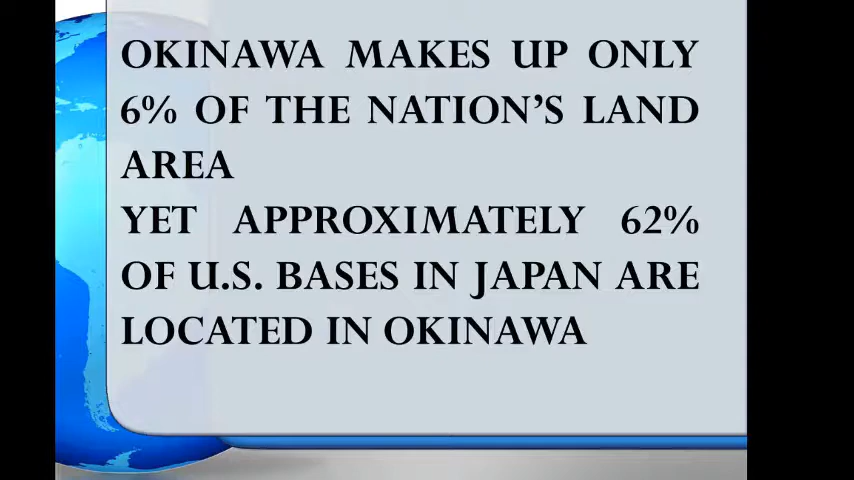 OKINAWA MAKES UP ONLY
6% OF THE NATION’S LAND
AREA
YET APPROXIMATELY 62%
OF U.S. BASES IN JAPAN ARE
LOCATED IN OKINAWA